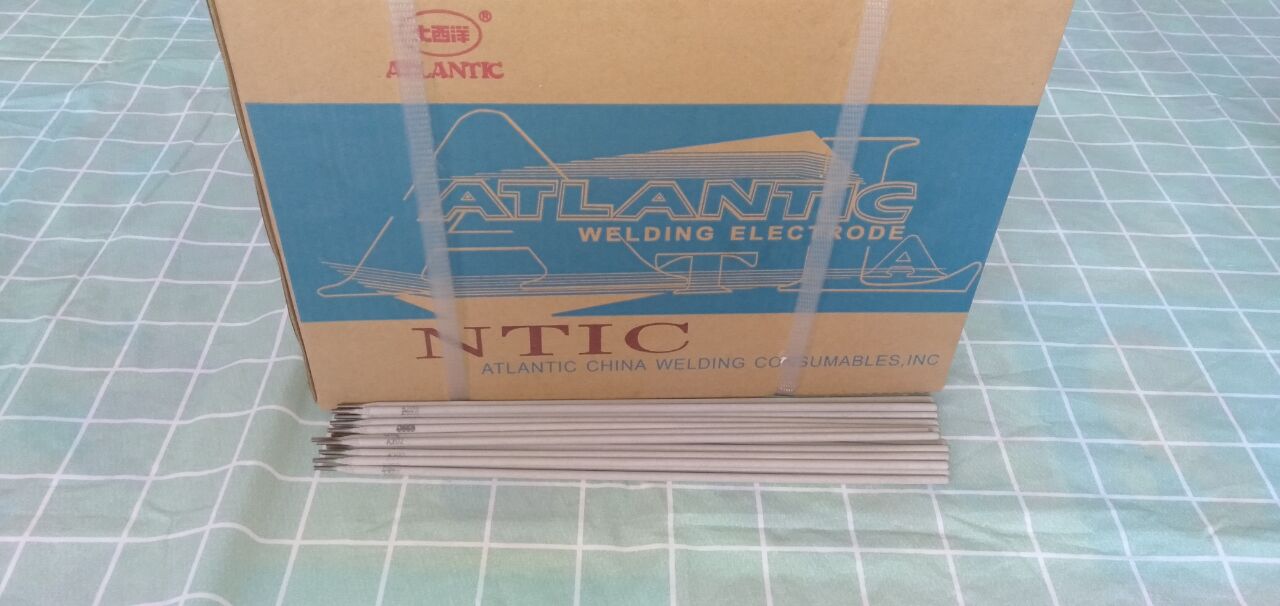 大西洋®
ATLANTIC
ATLANTIC
WELDING ELECTRODE
NTIC
ATLANTIC CHINA WELDING CONSUMABLES,INC